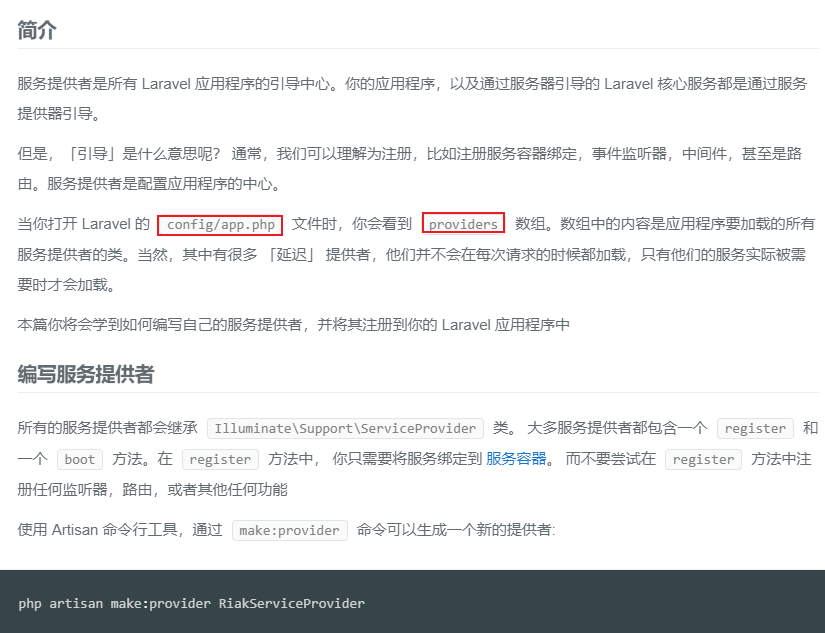 简介
服务提供者是所有 Laravel 应用程序的引导中心。你的应用程序，以及通过服务器引导的 Laravel 核心服务都是通过服务
提供器引导。
但是，「引导」是什么意思呢？ 通常，我们可以理解为注册，比如注册服务容器绑定，事件监听器，中间件，甚至是路
由。服务提供者是配置应用程序的中心。
当你打开 Laravel 的 config/app.php 文件时，你会看到 providers 数组。数组中的内容是应用程序要加载的所有
服务提供者的类。当然，其中有很多 「延迟」 提供者，他们并不会在每次请求的时候都加载，只有他们的服务实际被需
要时才会加载。
本篇你将会学到如何编写自己的服务提供者，并将其注册到你的 Laravel 应用程序中
编写服务提供者
所有的服务提供者都会继承 Illuminate\Support\ServiceProvider 类。 大多服务提供者都包含一个 register 和
一个 boot 方法。在 register 方法中， 你只需要将服务绑定到 服务容器。 而不要尝试在 register 方法中注
册任何监听器，路由，或者其他任何功能
使用 Artisan 命令行工具，通过 make:provider 命令可以生成一个新的提供者:
php artisan make:provider RiakServiceProvider